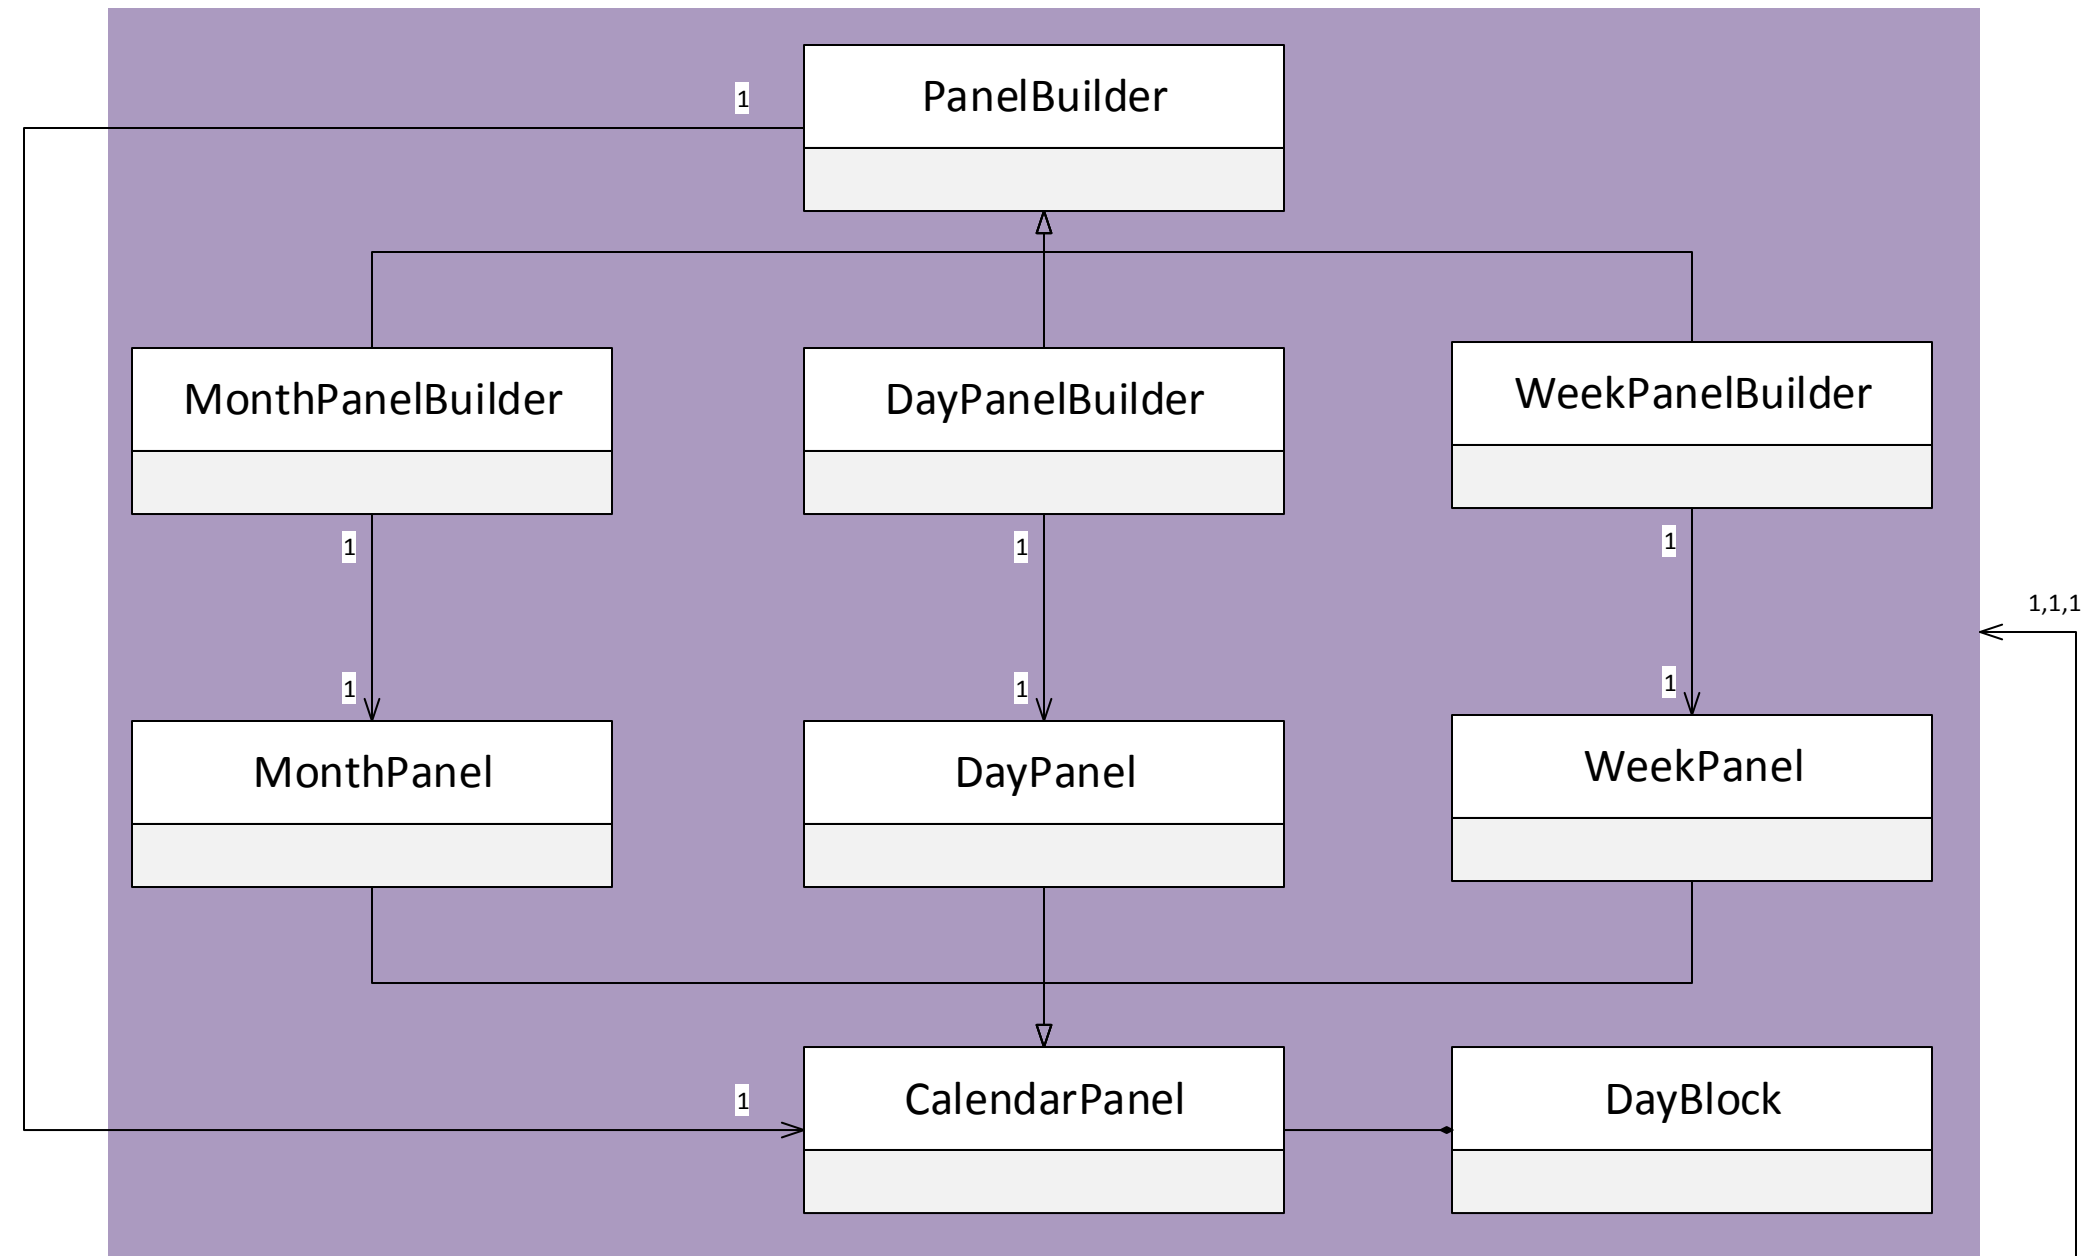 1
PanelBuilder
MonthPanelBuilder
DayPanelBuilder
WeekPanelBuilder
1
1
1
1,1,1
1
1
1
MonthPanel
DayPanel
WeekPanel
1
CalendarPanel
DayBlock